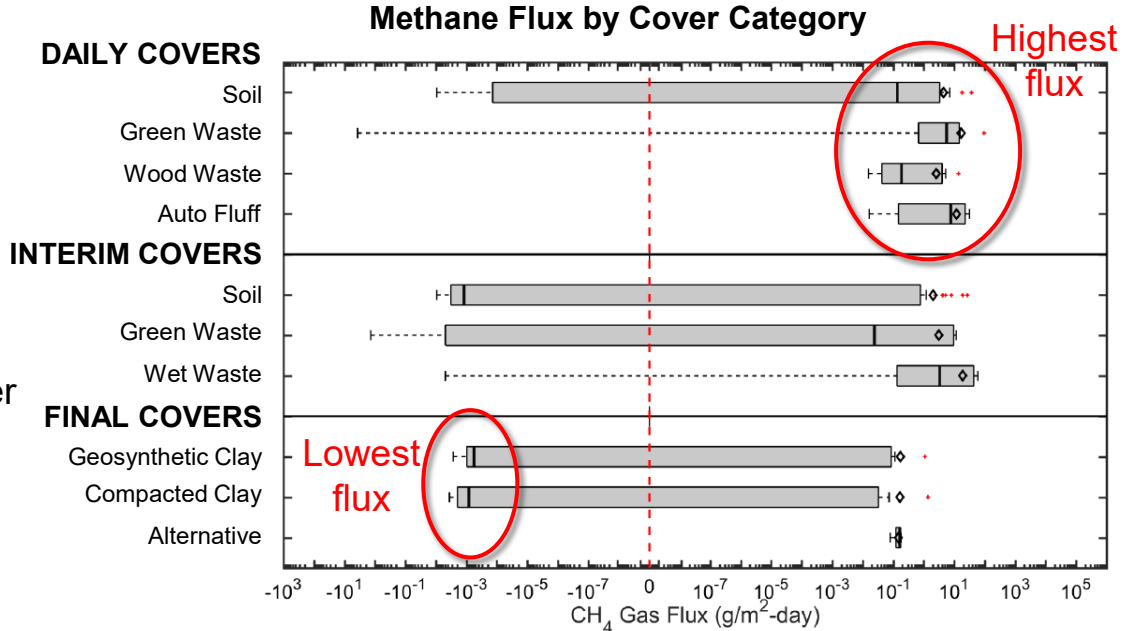 Methane Flux by Cover Category
Highest
flux
DAILY COVERS
Soil
Green Waste
Wood Waste
Auto Fluff
INTERIM COVERS
Soil
Green Waste
Wet Waste
er
FINAL COVERS
Geosynthetic Clay
Compacted Clay
Alternative
Lowest
flux
-10³ -10¹ -10⁻¹ -10⁻³ -10⁻⁵ -10⁻⁷ 0 10⁻⁷ 10⁻⁵ 10⁻³ 10⁻¹ 10¹ 10³ 10⁵
CH₄ Gas Flux (g/m²-day)